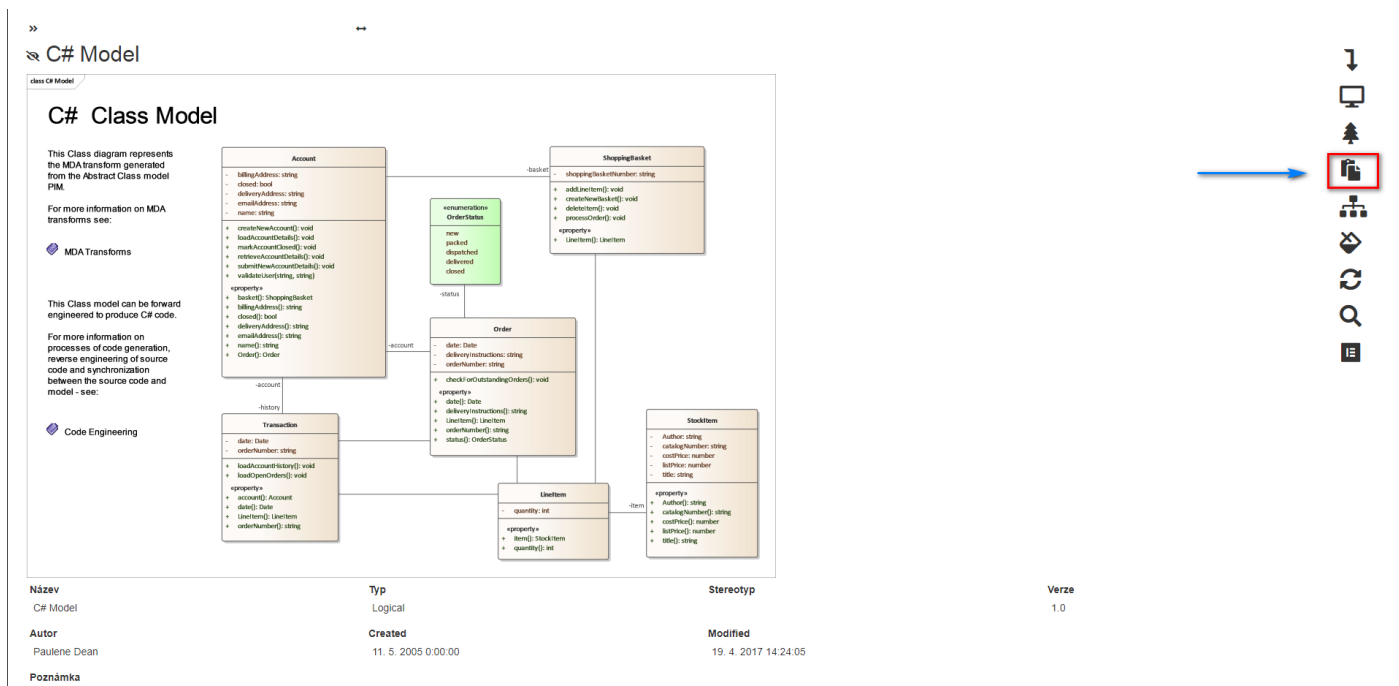 C# Model
class C# Model
C# Class Model
This Class diagram represents
the MDA transform generated
from the Abstract Class model
PIM.
For more information on MDA
transforms see:
MDA Transforms
This Class model can be forward
engineered to produce C# code.
For more information on
processes of code generation,
reverse engineering of source
code and synchronization
between the source code and
model - see:
Code Engineering
Account
- billingAddress: string
- closed: bool
- deliveryAddress: string
- emailAddress: string
- name: string
+ createNewAccount(): void
+ loadAccountDetails(): void
+ markAccountClosed(): void
+ retrieveAccountDetails(): void
+ submitNewAccountDetails(): void
+ validateUser(string, string)
«property»
+ basket(): ShoppingBasket
+ billingAddress(): string
+ closed(): bool
+ deliveryAddress(): string
+ emailAddress(): string
+ name(): string
+ Order(): Order
-basket
ShoppingBasket
- shoppingBasketNumber: string
+ addLineItem(): void
+ createNewBasket(): void
+ deleteItem(): void
+ processOrder(): void
«property»
+ LineItem(): LineItem
«enumeration»
OrderStatus
new
packed
dispatched
delivered
closed
-status
-account
Order
- date: Date
- deliveryInstructions: string
- orderNumber: string
+ checkForOutstandingOrders(): void
«property»
+ date(): Date
+ deliveryInstructions(): string
+ LineItem(): LineItem
+ orderNumber(): string
+ status(): OrderStatus
-account
-history
Transaction
- date: Date
- orderNumber: string
+ loadAccountHistory(): void
+ loadOpenOrders(): void
«property»
+ account(): Account
+ date(): Date
+ LineItem(): LineItem
+ orderNumber(): string
LineItem
- quantity: int
«property»
+ item(): StockItem
+ quantity(): int
-item
StockItem
- Author: string
- catalogNumber: string
- costPrice: number
- listPrice: number
- title: string
«property»
+ Author(): string
+ catalogNumber(): string
+ costPrice(): number
+ listPrice(): number
+ title(): string
Název Typ Stereotyp Verze
C# Model Logical 1.0
Autor Created Modified
Paulene Dean 11. 5. 2005 0:00:00 19. 4. 2017 14:24:05
Poznámka